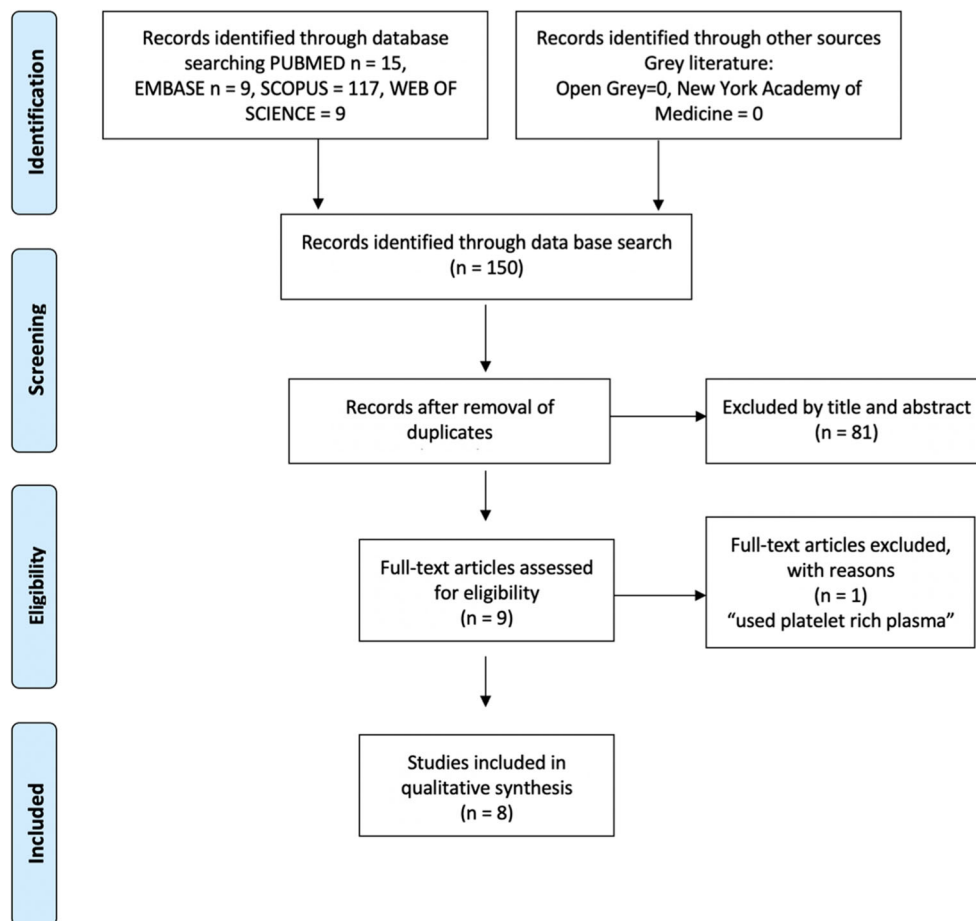 Identification
Records identified through database
searching PUBMED n = 15,
EMBASE n = 9, SCOPUS = 117, WEB OF
SCIENCE = 9
Records identified through other sources
Grey literature:
Open Grey=0, New York Academy of
Medicine = 0
Records identified through data base search
(n = 150)
Screening
Records after removal of
duplicates
Excluded by title and abstract
(n = 81)
Eligibility
Full-text articles assessed
for eligibility
(n = 9)
Full-text articles excluded,
with reasons
(n = 1)
“used platelet rich plasma”
Included
Studies included in
qualitative synthesis
(n = 8)